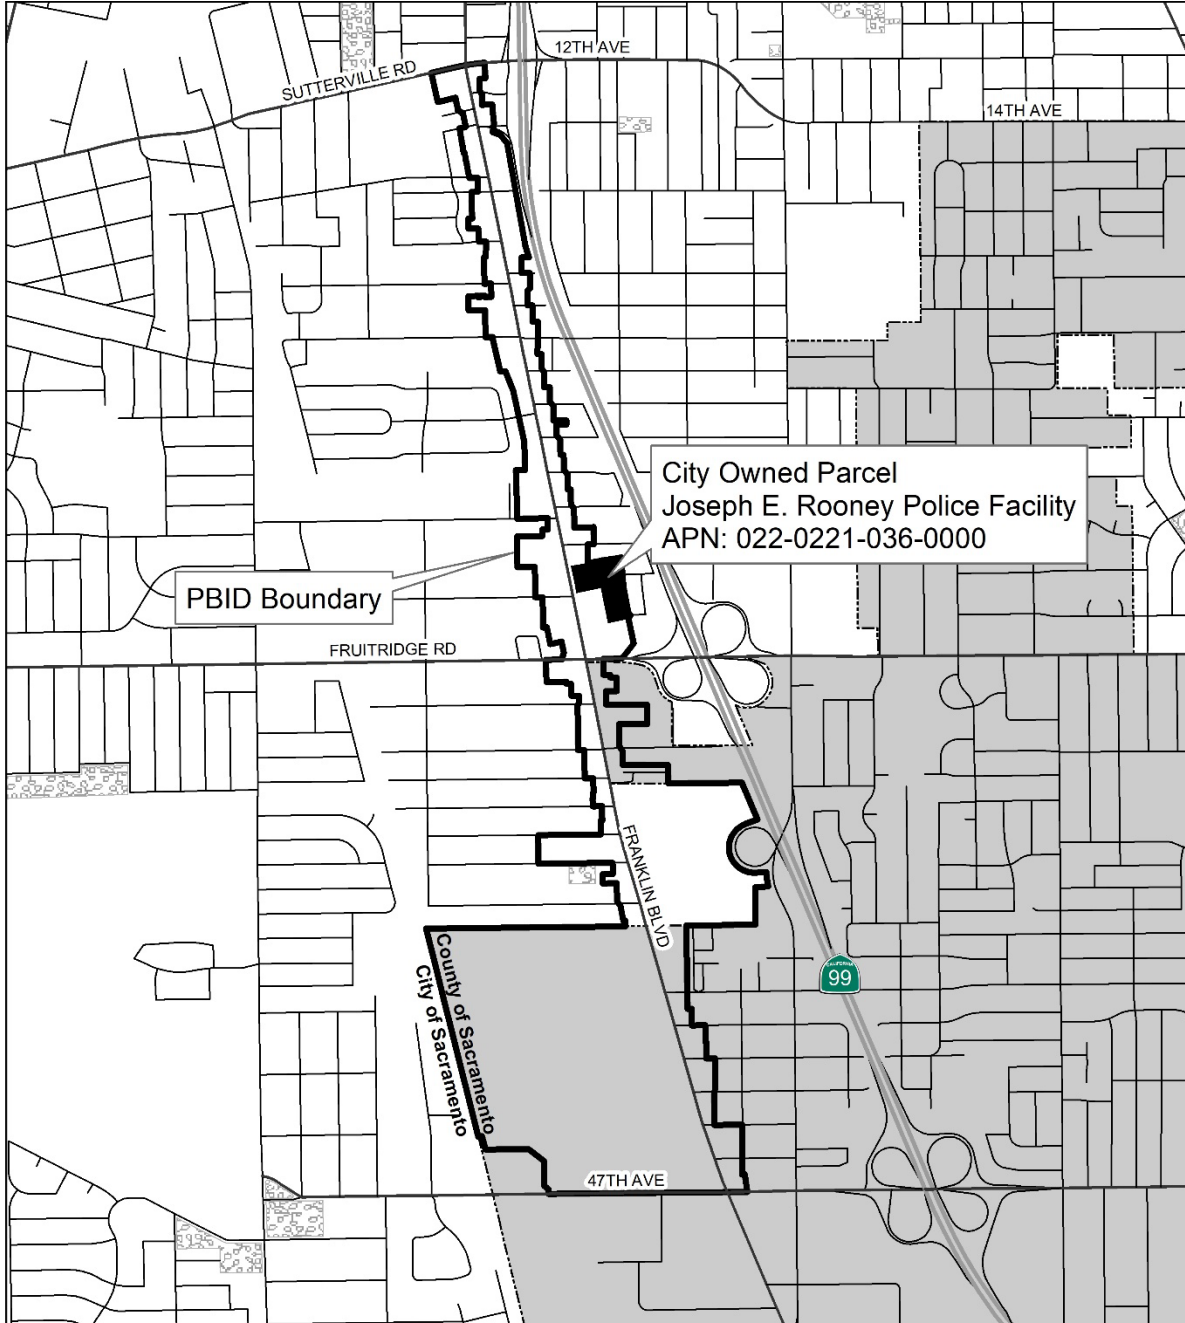 12TH AVE
SUTTERVILLE RD
14TH AVE
City Owned Parcel
Joseph E. Rooney Police Facility
APN: 022-0221-036-0000
PBID Boundary
FRUITRIDGE RD
FRANKLIN BLVD
County of Sacramento
City of Sacramento
CALIFORNIA
99
47TH AVE